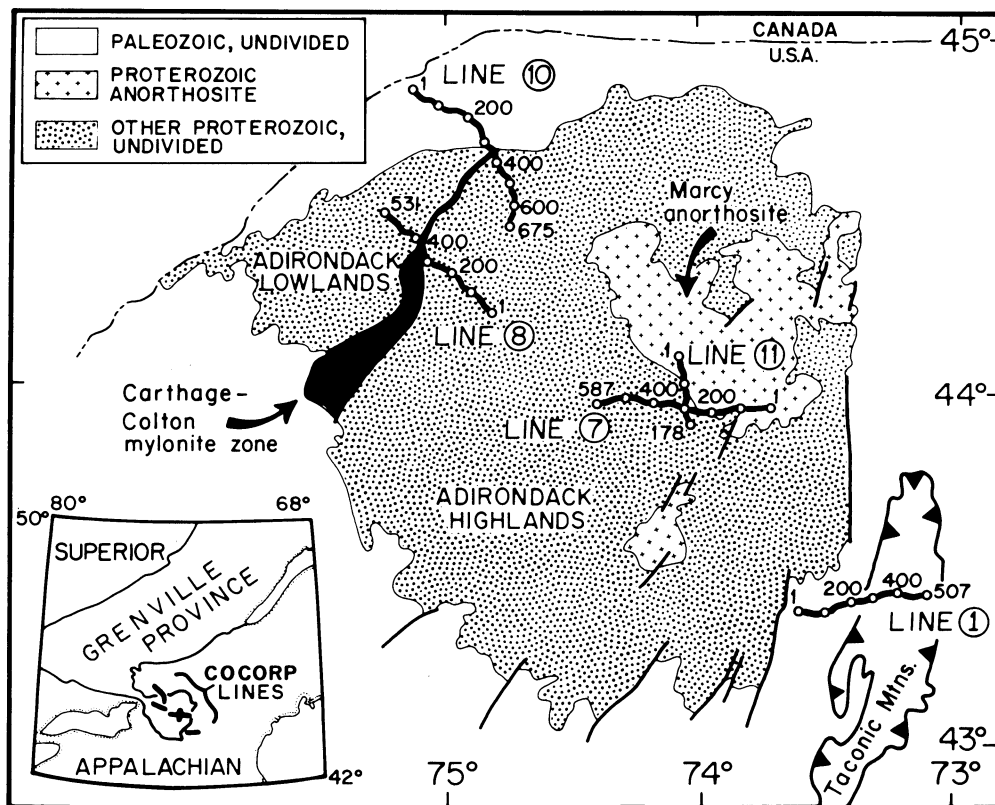 PALEOZOIC, UNDIVIDED
PROTEROZOIC
ANORTHOSITE
OTHER PROTEROZOIC,
UNDIVIDED
CANADA
U.S.A.
45°
LINE 10
1
200
400
600
675
Marcy
anorthosite
531
400
200
1
ADIRONDACK
LOWLANDS
LINE 8
1
LINE 11
178
587
400
200
1
LINE 7
44°
Carthage-
Colton
mylonite zone
ADIRONDACK
HIGHLANDS
1
200
400
507
LINE 1
Taconic Mtns.
80°
68°
50°
SUPERIOR
GRENVILLE
PROVINCE
COCORP
LINES
APPALACHIAN
42°
43°
75°
74°
73°